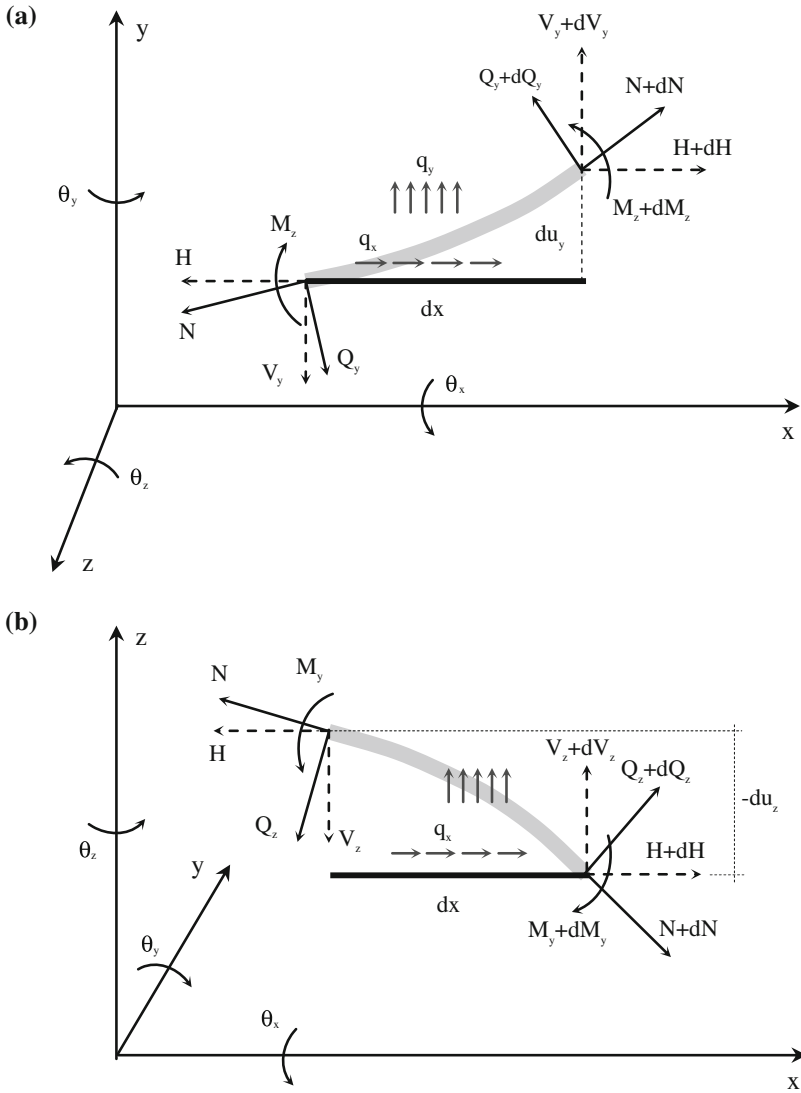 (a)
y
V_y+dV_y
Q_y+dQ_y
N+dN
q_y
H+dH
θ_y
M_z
M_z+dM_z
q_x
du_y
H
dx
N
V_y
Q_y
θ_x
x
θ_z
z
(b)
z
N
M_y
H
V_z+dV_z
Q_z+dQ_z
-du_z
Q_z
V_z
q_x
θ_z
y
H+dH
dx
M_y+dM_y
N+dN
θ_y
θ_x
x